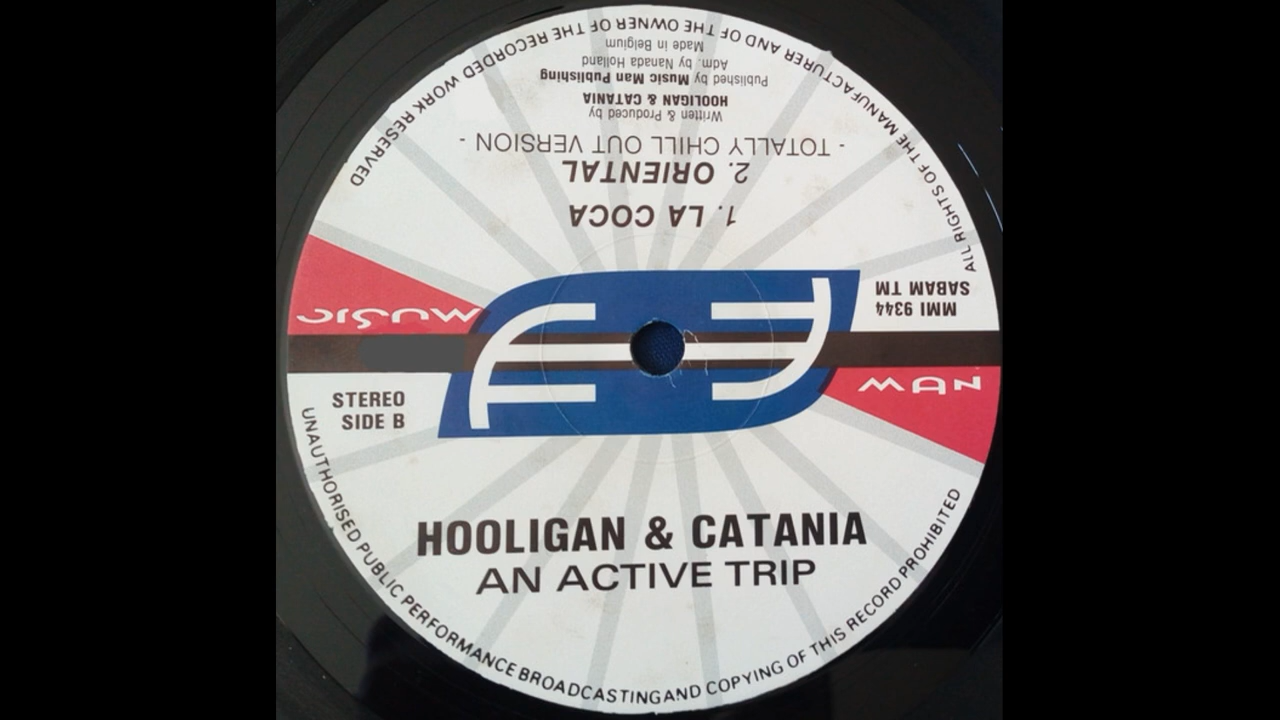 HOOLIGAN & CATANIA
AN ACTIVE TRIP
STEREO
SIDE B
MUSIC
MAN
MMI 9344
SABAM TM
1. LA COCA
2. ORIENTAL
- TOTALLY CHILL OUT VERSION -
Written & Produced by
HOOLIGAN & CATANIA
Published by Music Man Publishing
Adm. by Nanada Holland
Made in Belgium
ALL RIGHTS OF THE MANUFACTURER AND OF THE OWNER OF THE RECORDED WORK RESERVED
UNAUTHORISED PUBLIC PERFORMANCE BROADCASTING AND COPYING OF THIS RECORD PROHIBITED